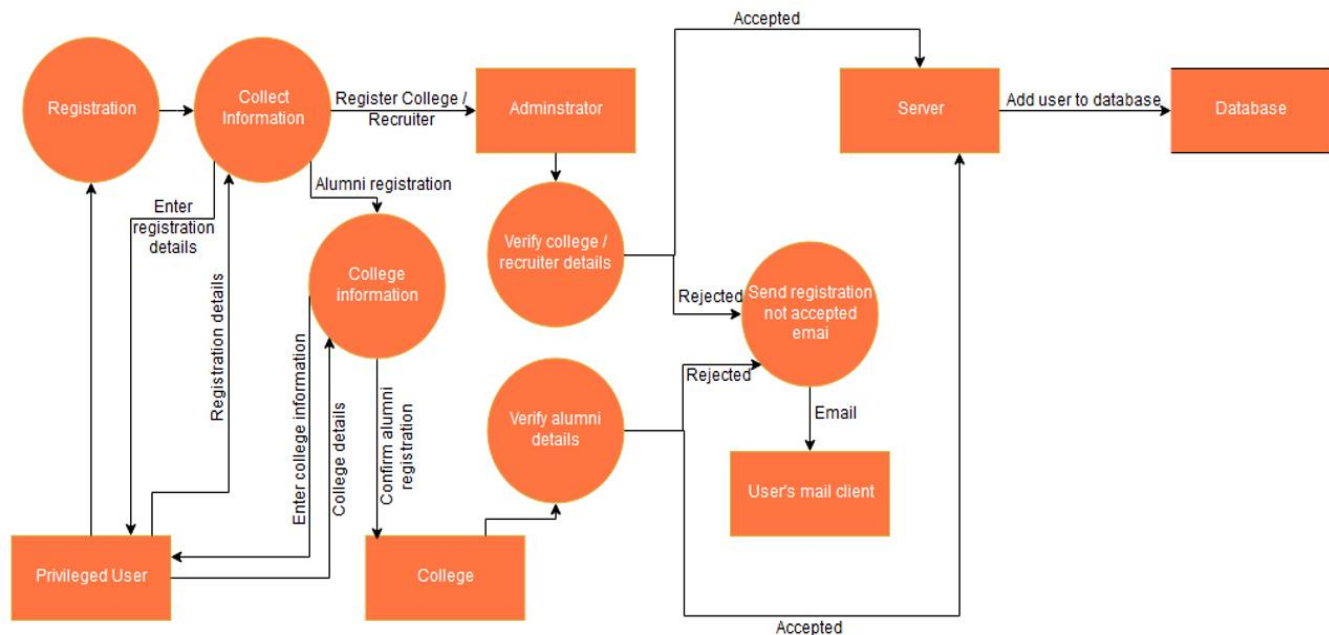 Accepted
Registration
Collect
Information
Register College /
Recruiter
Adminstrator
Server
Add user to database
Database
Alumni registration
Enter
registration
details
Registration details
College
information
Verify college /
recruiter details
Rejected
Send registration
not accepted
emai
Enter college information
College details
Confirm alumni
registration
Verify alumni
details
Rejected
Email
User's mail client
Privileged User
College
Accepted